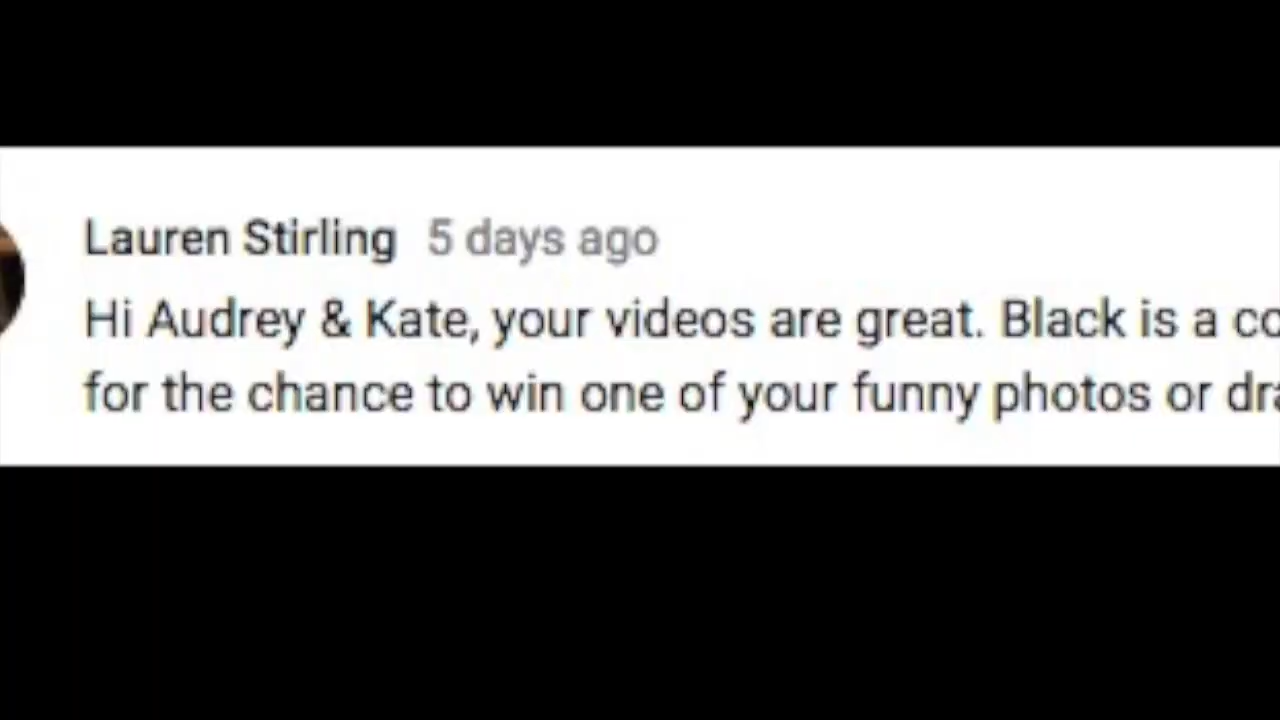 Lauren Stirling 5 days ago
Hi Audrey & Kate, your videos are great. Black is a
for the chance to win one of your funny photos or